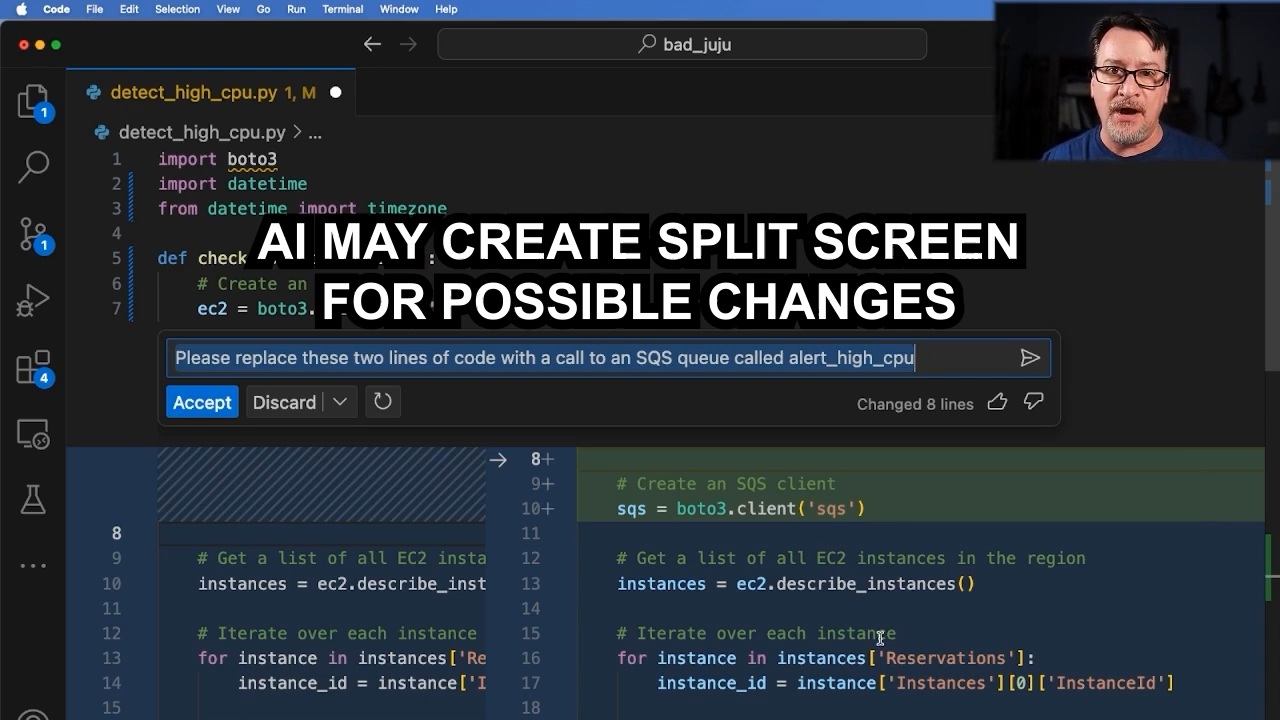 Code File Edit Selection View Go Run Terminal Window Help
bad_juju
detect_high_cpu.py 1, M
detect_high_cpu.py > ...
1 import boto3
2 import datetime
3 from datetime import timezone
4
AI MAY CREATE SPLIT SCREEN
FOR POSSIBLE CHANGES
5 def check :
6 # Create an
7 ec2 = boto3.
Please replace these two lines of code with a call to an SQS queue called alert_high_cpu
Accept Discard Changed 8 lines
8+
9+ # Create an SQS client
10+ sqs = boto3.client('sqs')
8 11
9 # Get a list of all EC2 insta 12 # Get a list of all EC2 instances in the region
10 instances = ec2.describe_inst 13 instances = ec2.describe_instances()
11 14
12 # Iterate over each instance 15 # Iterate over each instance
13 for instance in instances['Re 16 for instance in instances['Reservations']:
14 instance_id = instance['I 17 instance_id = instance['Instances'][0]['InstanceId']
15 18
1
1
4